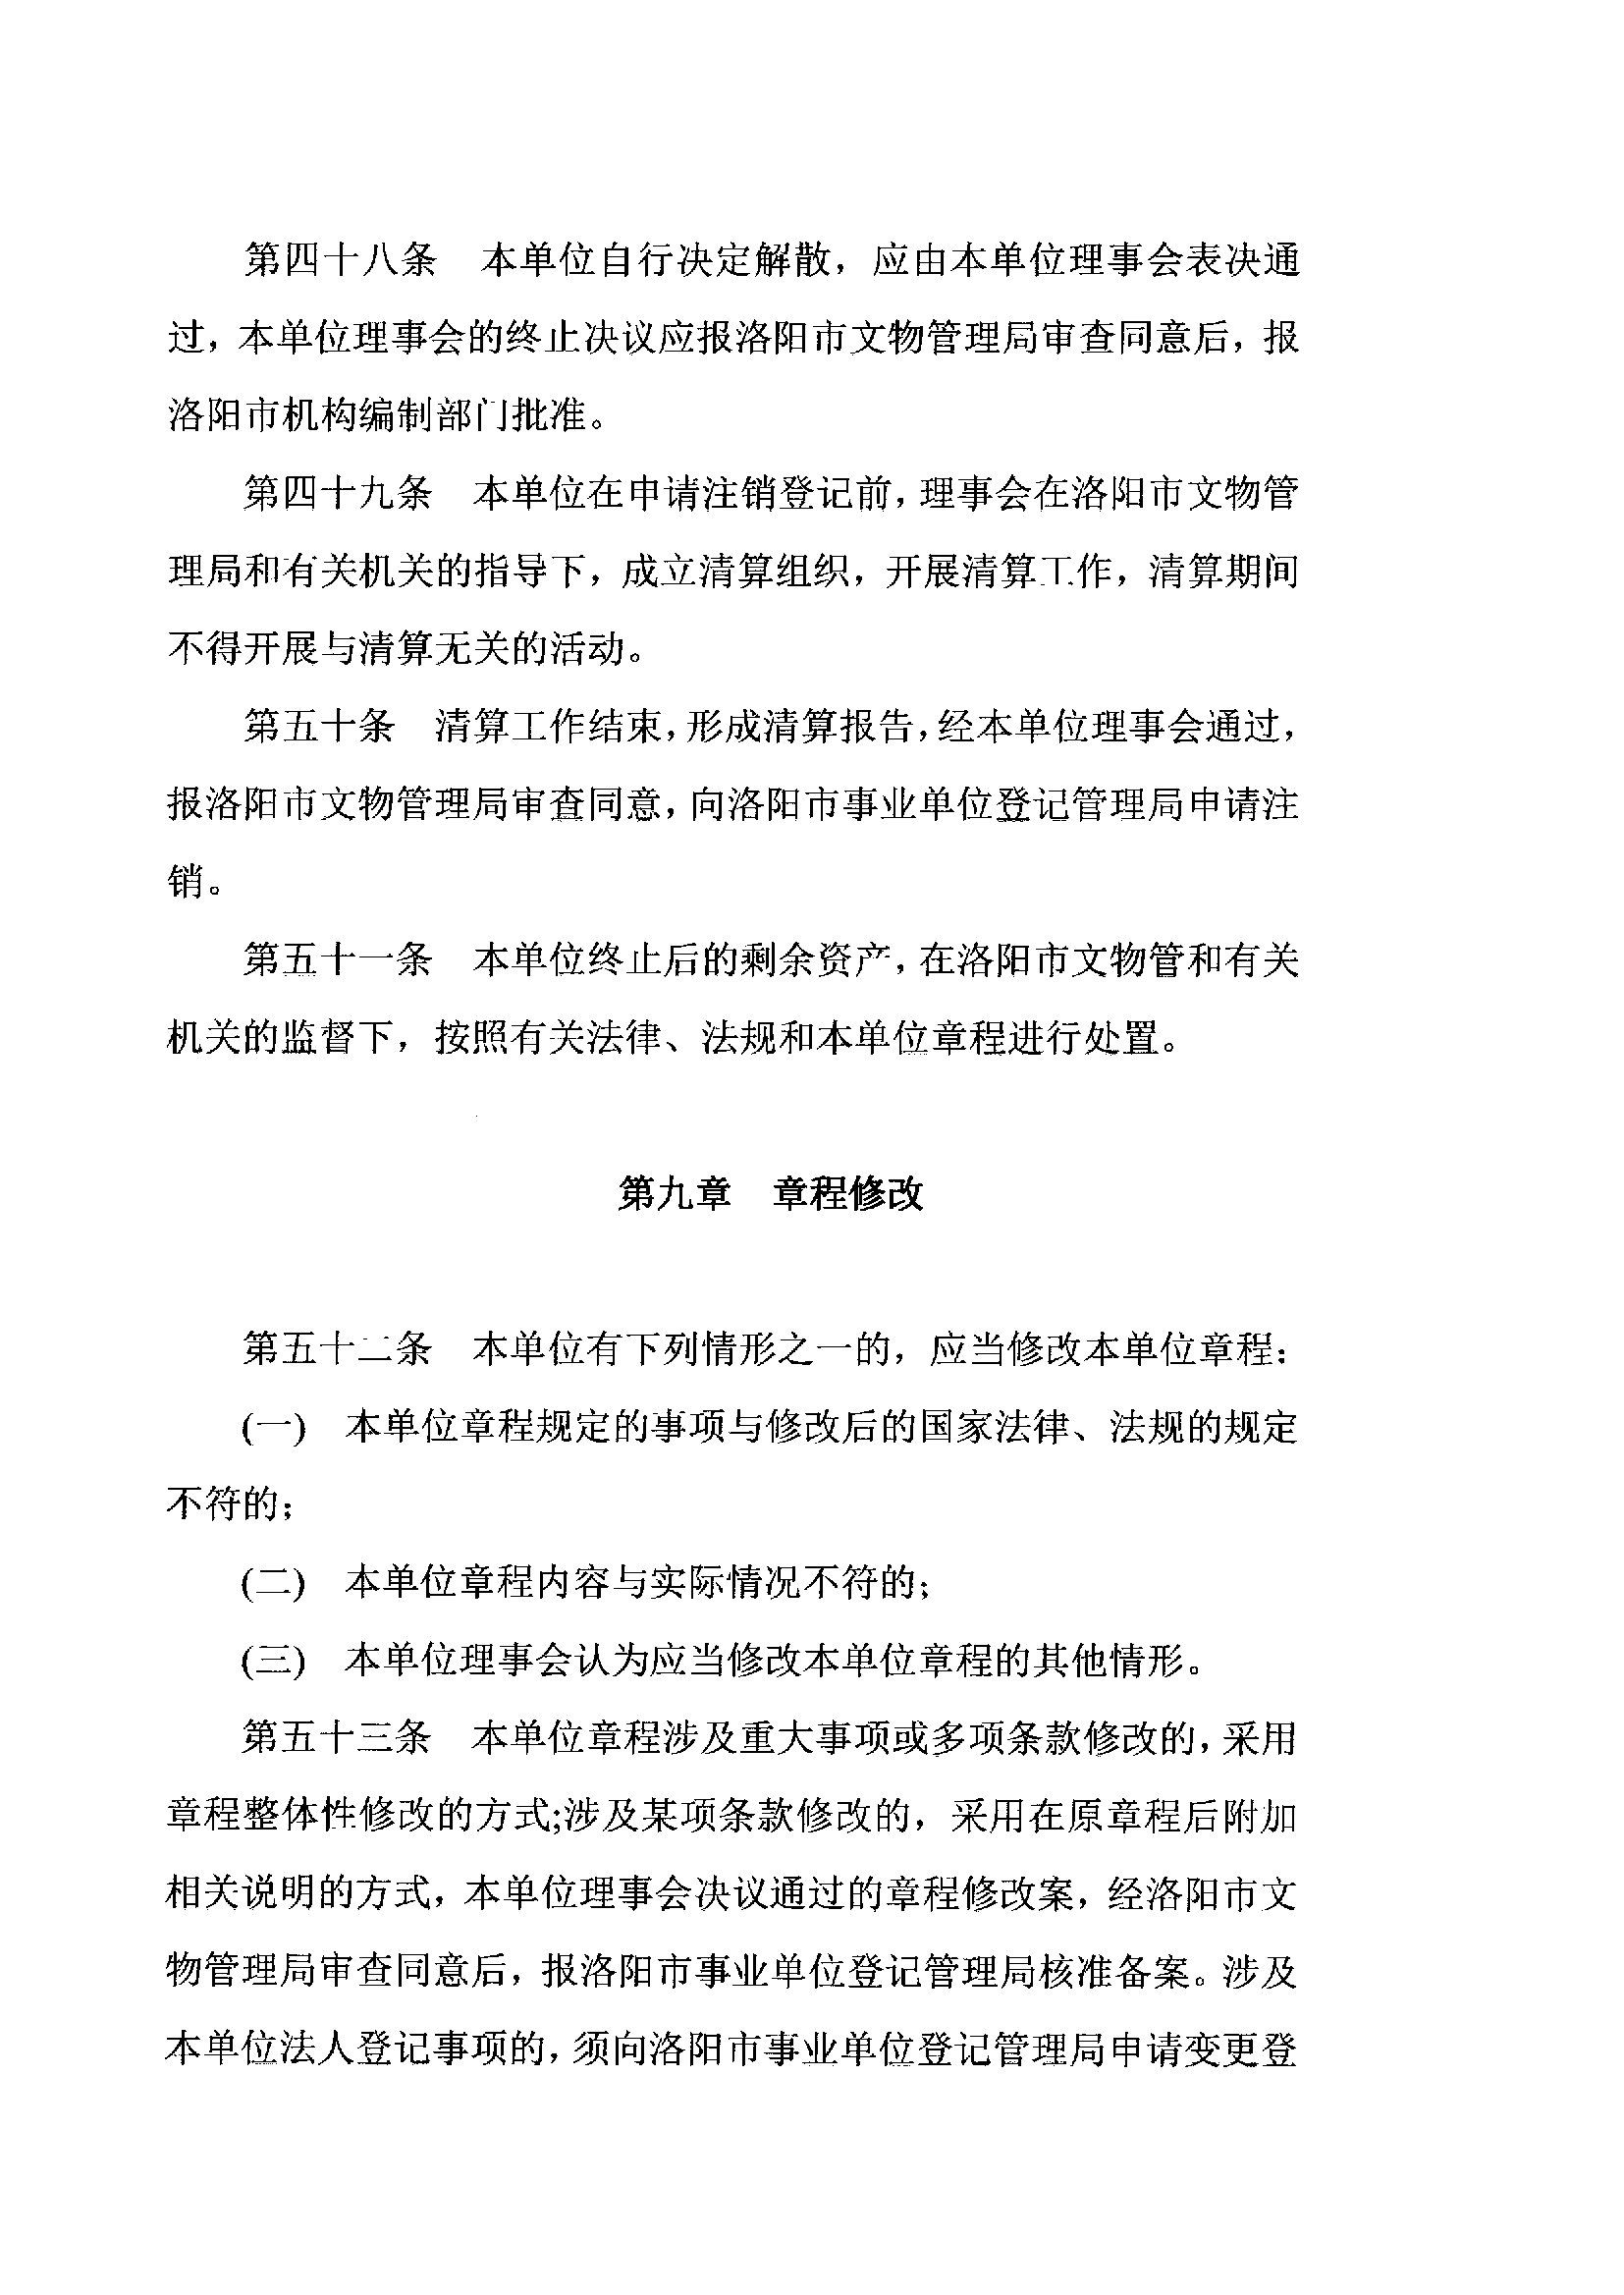 第四十八条　本单位自行决定解散，应由本单位理事会表决通
过，本单位理事会的终止决议应报洛阳市文物管理局审查同意后，报
洛阳市机构编制部门批准。
第四十九条　本单位在申请注销登记前，理事会在洛阳市文物管
理局和有关机关的指导下，成立清算组织，开展清算工作，清算期间
不得开展与清算无关的活动。
第五十条　清算工作结束，形成清算报告，经本单位理事会通过，
报洛阳市文物管理局审查同意，向洛阳市事业单位登记管理局申请注
销。
第五十一条　本单位终止后的剩余资产，在洛阳市文物管和有关
机关的监督下，按照有关法律、法规和本单位章程进行处置。
第九章　章程修改
第五十二条　本单位有下列情形之一的，应当修改本单位章程：
(一)　本单位章程规定的事项与修改后的国家法律、法规的规定
不符的；
(二)　本单位章程内容与实际情况不符的；
(三)　本单位理事会认为应当修改本单位章程的其他情形。
第五十三条　本单位章程涉及重大事项或多项条款修改的，采用
章程整体性修改的方式;涉及某项条款修改的，采用在原章程后附加
相关说明的方式，本单位理事会决议通过的章程修改案，经洛阳市文
物管理局审查同意后，报洛阳市事业单位登记管理局核准备案。涉及
本单位法人登记事项的，须向洛阳市事业单位登记管理局申请变更登